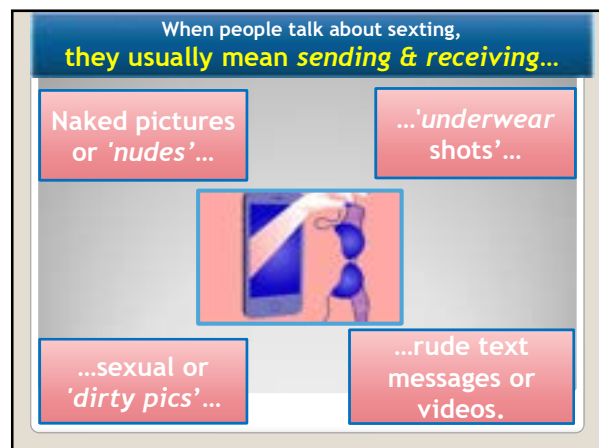 When people talk about sexting,
they usually mean sending & receiving…
Naked pictures
or 'nudes’…
…'underwear
shots’…
…sexual or
'dirty pics’…
…rude text
messages or
videos.